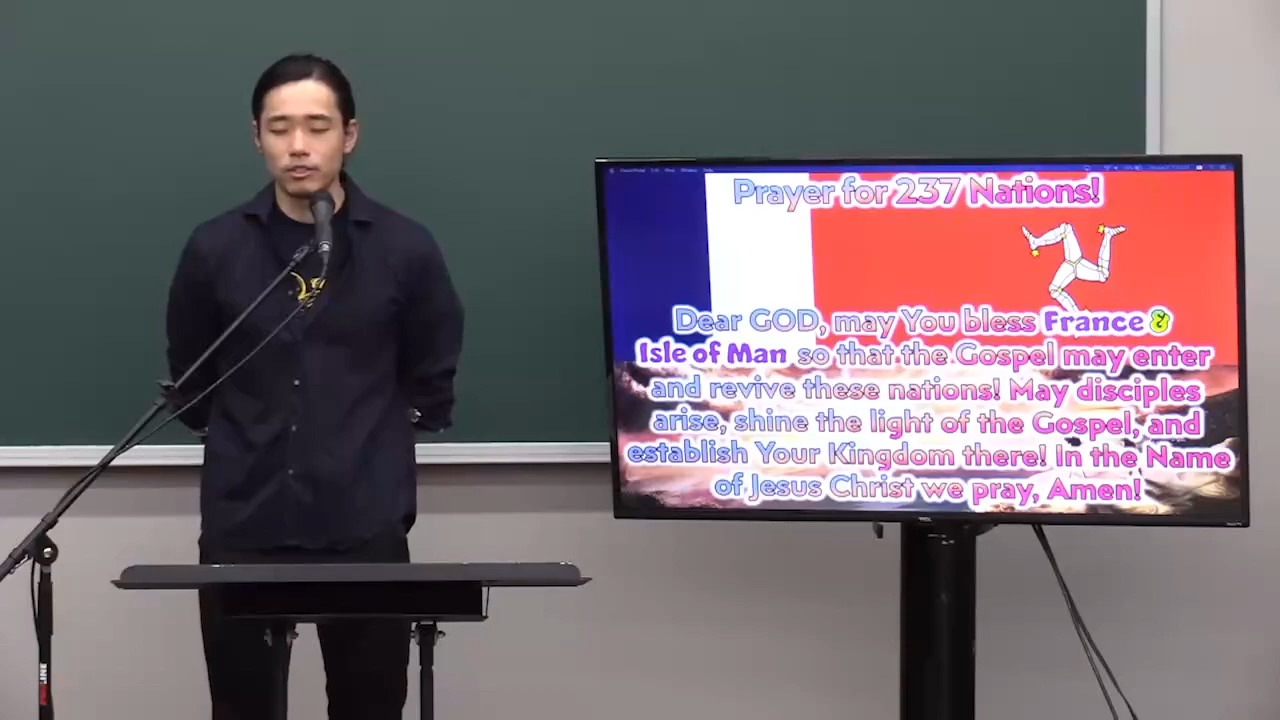 Prayer for 237 Nations!
Dear GOD, may You bless France &
Isle of Man so that the Gospel may enter
and revive these nations! May disciples
arise, shine the light of the Gospel, and
establish Your Kingdom there! In the Name
of Jesus Christ we pray, Amen!
TCL